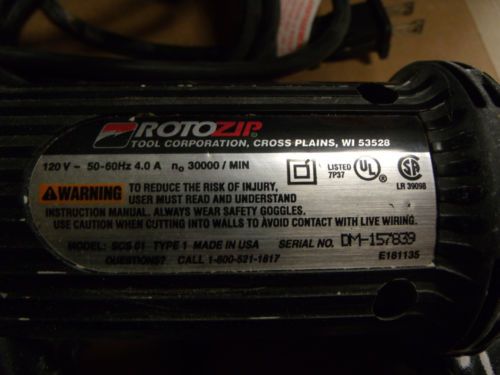 ROTOZIP®
TOOL CORPORATION, CROSS PLAINS, WI 53528
120 V ~ 50-60Hz 4.0 A n₀ 30000 / MIN
LISTED
7P37
UL
®
SA
®
LR 39098
WARNING TO REDUCE THE RISK OF INJURY,
USER MUST READ AND UNDERSTAND
INSTRUCTION MANUAL. ALWAYS WEAR SAFETY GOGGLES.
USE CAUTION WHEN CUTTING INTO WALLS TO AVOID CONTACT WITH LIVE WIRING.
MODEL: SCS 01 TYPE 1 MADE IN USA SERIAL NO. DM-157839
QUESTIONS? CALL 1-800-521-1817
E161135